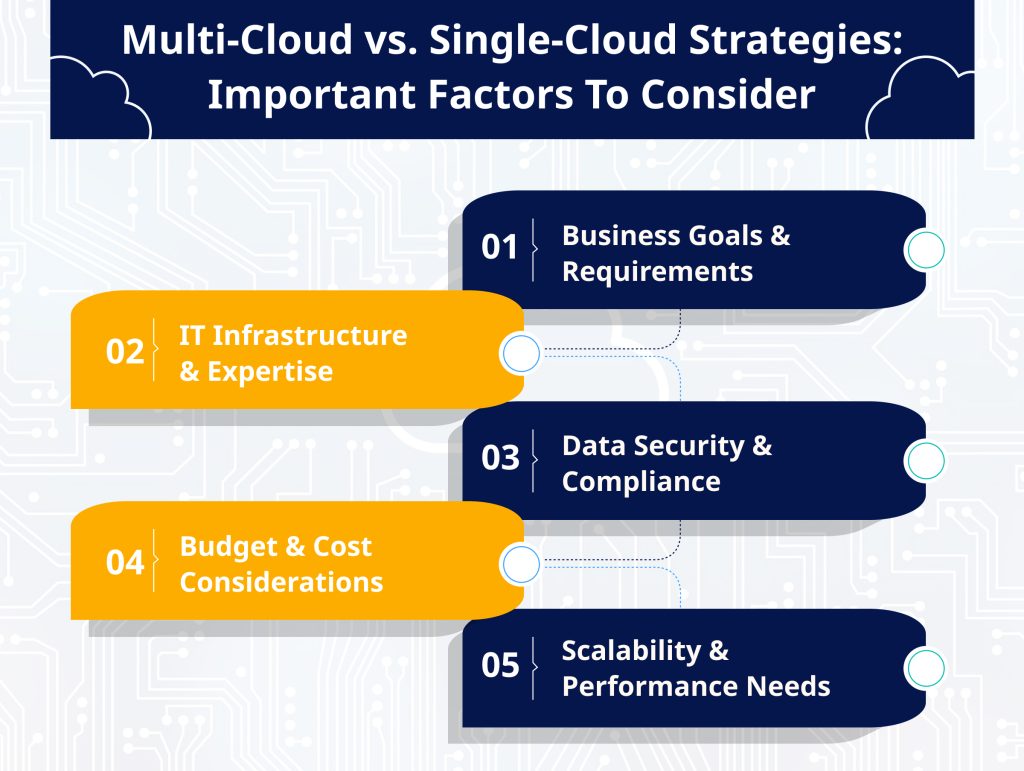 Multi-Cloud vs. Single-Cloud Strategies:
Important Factors To Consider
01
Business Goals &
Requirements
02
IT Infrastructure
& Expertise
03
Data Security &
Compliance
04
Budget & Cost
Considerations
05
Scalability &
Performance Needs